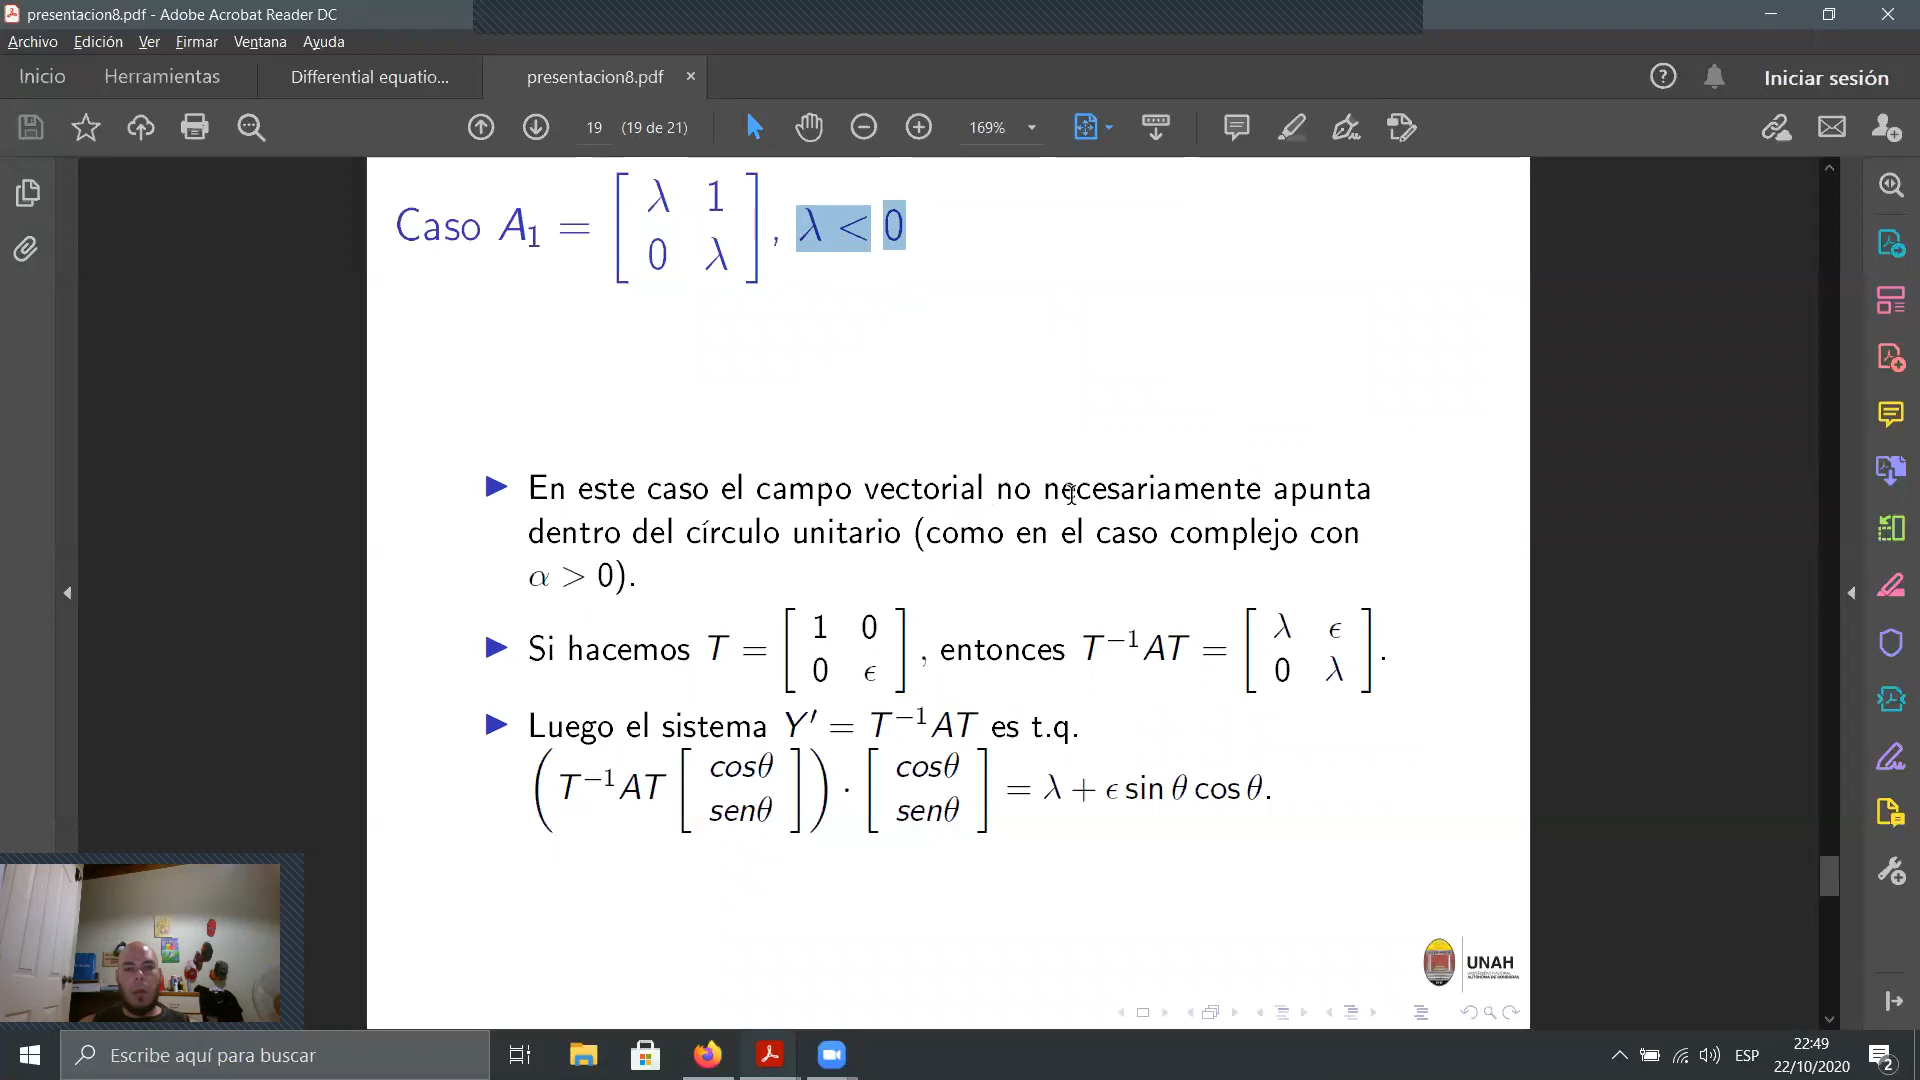 presentacion8.pdf - Adobe Acrobat Reader DC
Archivo Edición Ver Firmar Ventana Ayuda
Inicio Herramientas Differential equatio... presentacion8.pdf × Iniciar sesión
19 (19 de 21) 169%
Caso A₁ = [ λ 1 ; 0 λ ], λ < 0
▶ En este caso el campo vectorial no necesariamente apunta
dentro del círculo unitario (como en el caso complejo con
α > 0).
▶ Si hacemos T = [ 1 0 ; 0 ϵ ], entonces T⁻¹AT = [ λ ϵ ; 0 λ ].
▶ Luego el sistema Y′ = T⁻¹AT es t.q.
( T⁻¹AT [ cosθ ; senθ ] ) · [ cosθ ; senθ ] = λ + ϵ sin θ cos θ.
UNAH
Escribe aquí para buscar
ESP
22:49
22/10/2020
2